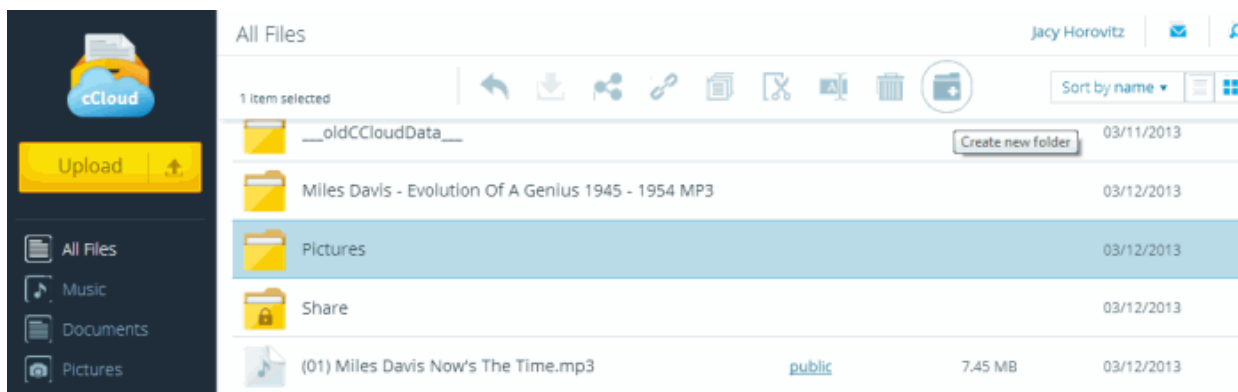 cCloud
Upload
All Files
Music
Documents
Pictures
All Files
Jacy Horovitz
1 item selected
Sort by name
Create new folder
___oldCCloudData___ 03/11/2013
Miles Davis - Evolution Of A Genius 1945 - 1954 MP3 03/12/2013
Pictures 03/12/2013
Share 03/12/2013
(01) Miles Davis Now's The Time.mp3 public 7.45 MB 03/12/2013